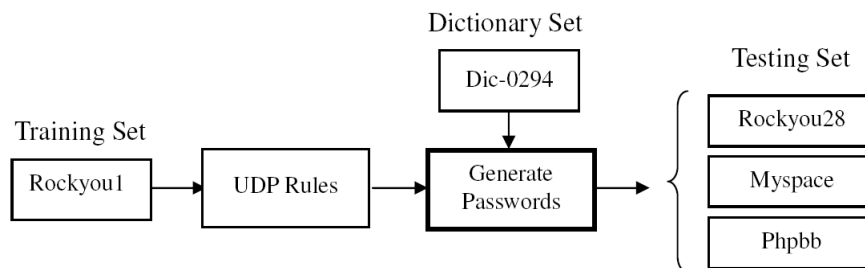 Dictionary Set
Dic-0294
Testing Set
Rockyou28
Myspace
Phpbb
Training Set
Rockyou1
UDP Rules
Generate
Passwords